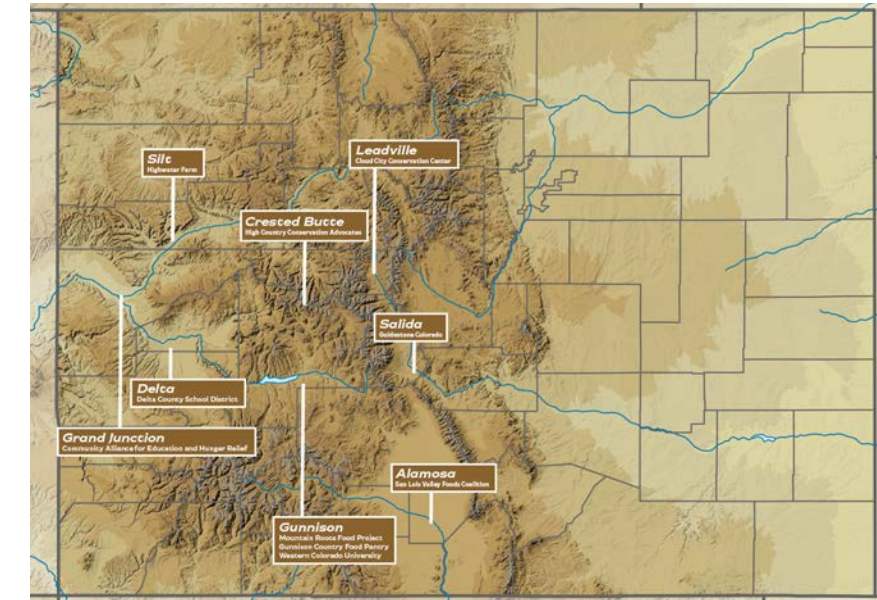 Leadville
Cloud City Conservation Center
Silt
Highwater Farm
Crested Butte
High Country Conservation Advocates
Salida
Guidestone Colorado
Delta
Delta County School District
Grand Junction
Community Alliance for Education and Hunger Relief
Alamosa
San Luis Valley Foods Coalition
Gunnison
Mountain Roots Food Project
Gunnison Country Food Pantry
Western Colorado University